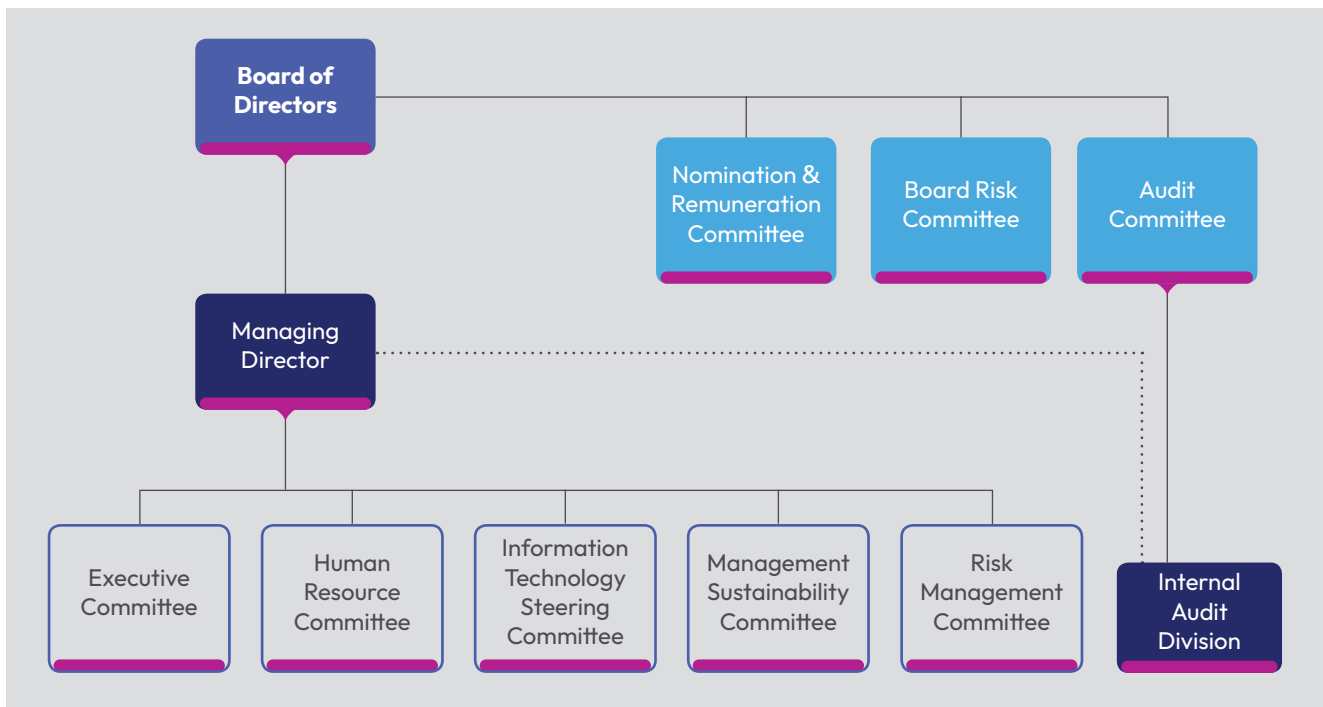 Board of
Directors
Nomination &
Remuneration
Committee
Board Risk
Committee
Audit
Committee
Managing
Director
Executive
Committee
Human
Resource
Committee
Information
Technology
Steering
Committee
Management
Sustainability
Committee
Risk
Management
Committee
Internal
Audit
Division